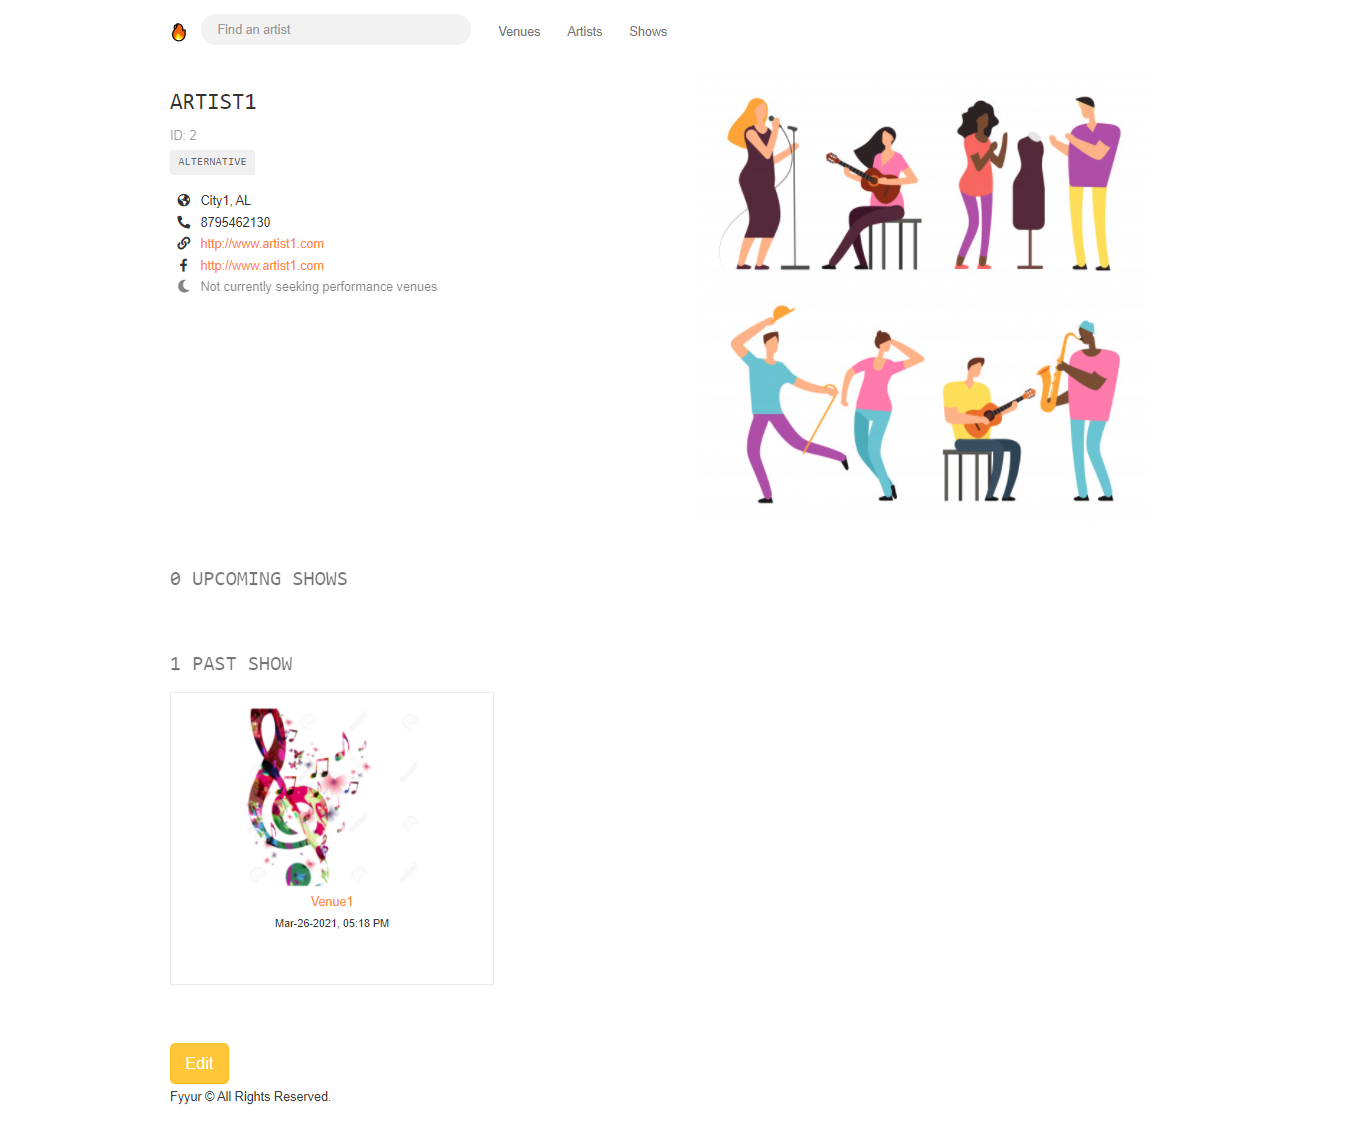 Find an artist
Venues
Artists
Shows
ARTIST1
ID: 2
ALTERNATIVE
City1, AL
8795462130
http://www.artist1.com
http://www.artist1.com
Not currently seeking performance venues
0 UPCOMING SHOWS
1 PAST SHOW
Venue1
Mar-26-2021, 05:18 PM
Edit
Fyyur © All Rights Reserved.